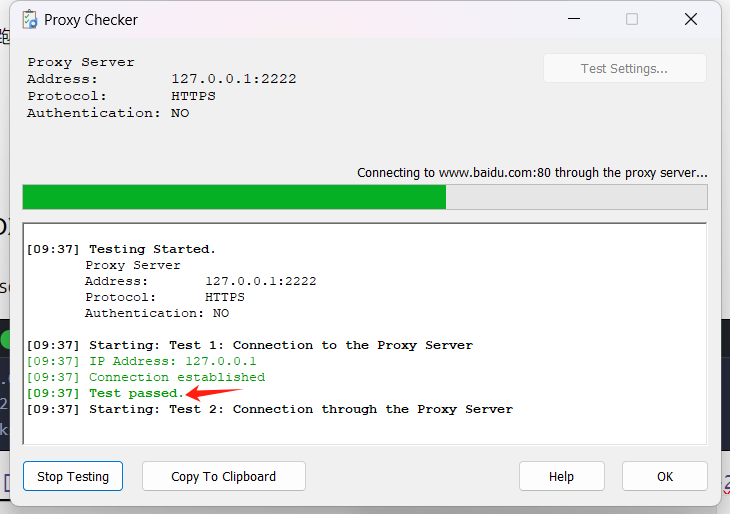 Proxy Checker
Proxy Server
Address: 127.0.0.1:2222
Protocol: HTTPS
Authentication: NO
Test Settings...
Connecting to www.baidu.com:80 through the proxy server...
[09:37] Testing Started.
Proxy Server
Address: 127.0.0.1:2222
Protocol: HTTPS
Authentication: NO
[09:37] Starting: Test 1: Connection to the Proxy Server
[09:37] IP Address: 127.0.0.1
[09:37] Connection established
[09:37] Test passed.
[09:37] Starting: Test 2: Connection through the Proxy Server
Stop Testing
Copy To Clipboard
Help
OK